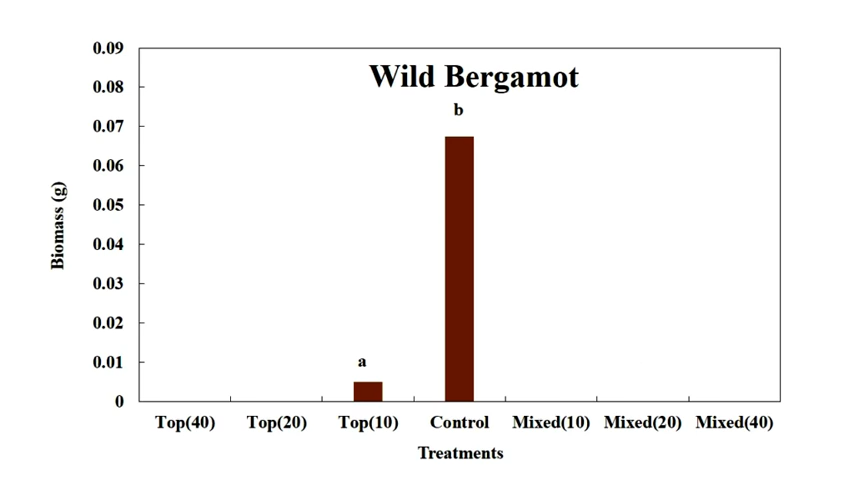 Wild Bergamot
0.09
0.08
0.07
0.06
0.05
0.04
0.03
0.02
0.01
0
Biomass (g)
b
a
Top(40) Top(20) Top(10) Control Mixed(10) Mixed(20) Mixed(40)
Treatments